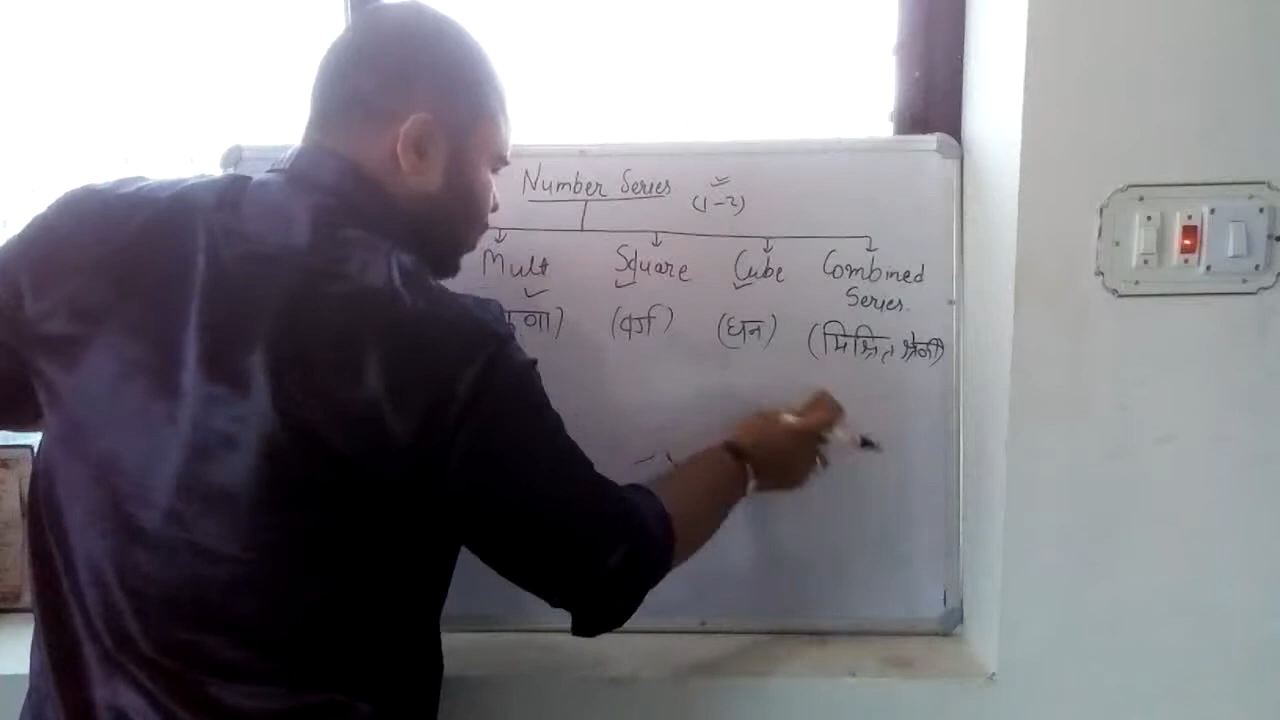 Number Series
(1-2)
Mult Square Cube Combined
Series.
(वर्ग) (घन) (मिश्रित श्रेणी)